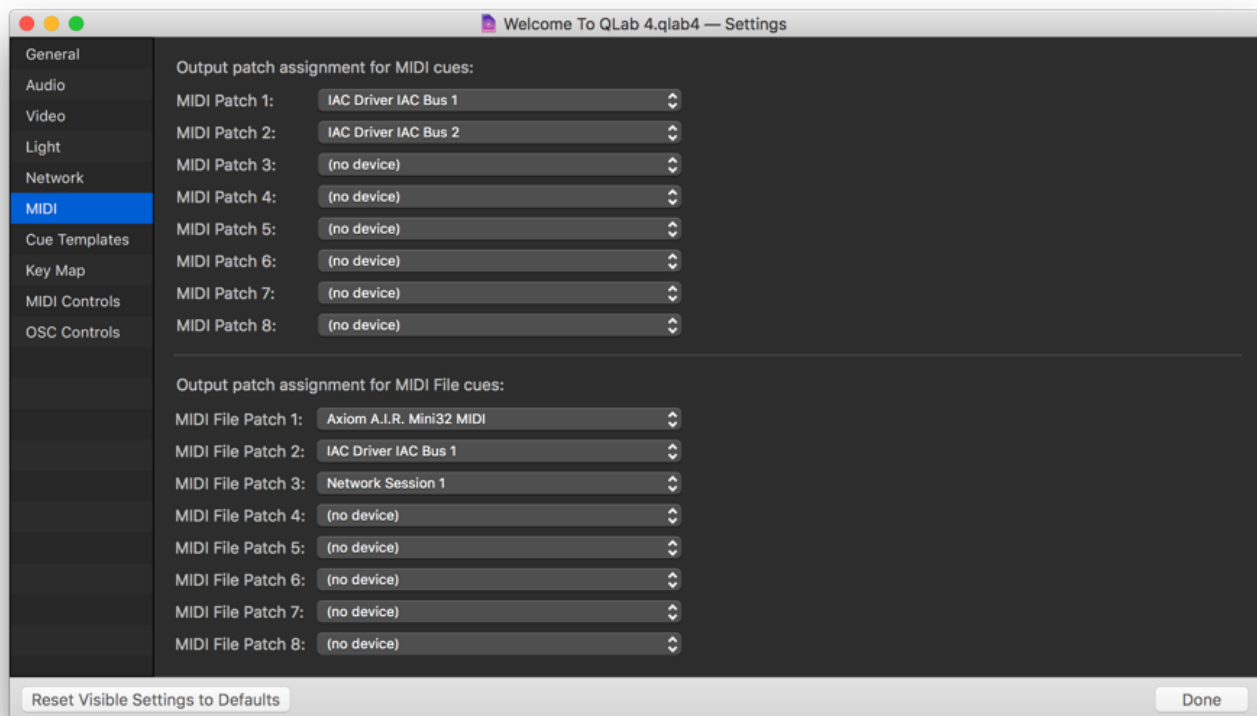 Welcome To QLab 4.qlab4 — Settings
General
Audio
Video
Light
Network
MIDI
Cue Templates
Key Map
MIDI Controls
OSC Controls
Output patch assignment for MIDI cues:
MIDI Patch 1: IAC Driver IAC Bus 1
MIDI Patch 2: IAC Driver IAC Bus 2
MIDI Patch 3: (no device)
MIDI Patch 4: (no device)
MIDI Patch 5: (no device)
MIDI Patch 6: (no device)
MIDI Patch 7: (no device)
MIDI Patch 8: (no device)
Output patch assignment for MIDI File cues:
MIDI File Patch 1: Axiom A.I.R. Mini32 MIDI
MIDI File Patch 2: IAC Driver IAC Bus 1
MIDI File Patch 3: Network Session 1
MIDI File Patch 4: (no device)
MIDI File Patch 5: (no device)
MIDI File Patch 6: (no device)
MIDI File Patch 7: (no device)
MIDI File Patch 8: (no device)
Reset Visible Settings to Defaults
Done